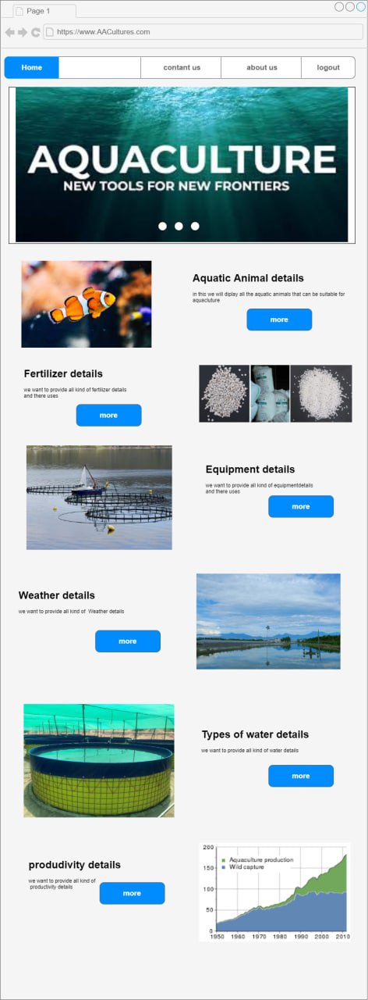 Page 1
https://www.AACultures.com
Home
contant us
about us
logout
AQUACULTURE
NEW TOOLS FOR NEW FRONTIERS
Aquatic Animal details
in this we will diplay all the aquatic animals that can be suitable for
aquacluture
more
Fertilizer details
we want to provide all kind of fertilizer details
and there uses
more
Equipment details
we want to provide all kind of equipmentdetails
and there uses
more
Weather details
we want to provide all kind of  Weather details
more
Types of water details
we want to provide all kind of water details
more
produdivity details
we want to provide all kind of
productivity details
more
200
Aquaculture production
Wild capture
150
100
50
0
1950 1960 1970 1980 1990 2000 2010